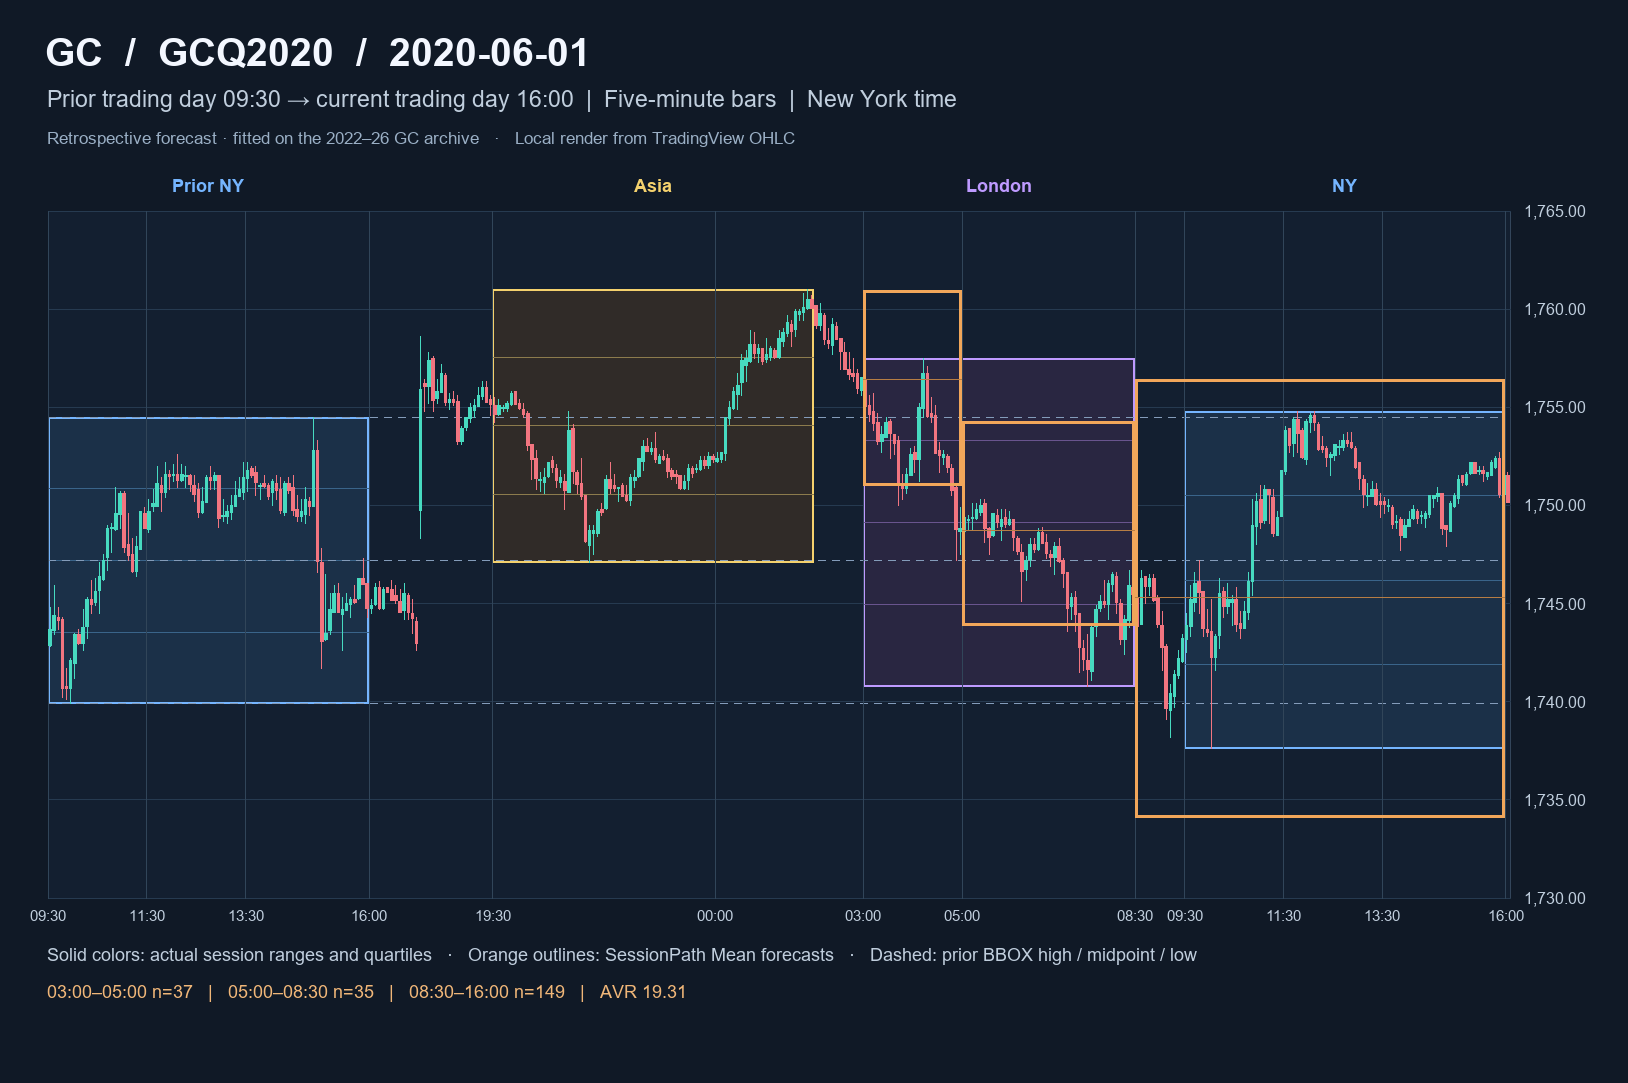 GC / GCQ2020 / 2020-06-01
Prior trading day 09:30 → current trading day 16:00 | Five-minute bars | New York time
Retrospective forecast · fitted on the 2022–26 GC archive · Local render from TradingView OHLC
Prior NY Asia London NY
1,765.00
1,760.00
1,755.00
1,750.00
1,745.00
1,740.00
1,735.00
1,730.00
09:30 11:30 13:30 16:00 19:30 00:00 03:00 05:00 08:30 09:30 11:30 13:30 16:00
Solid colors: actual session ranges and quartiles · Orange outlines: SessionPath Mean forecasts · Dashed: prior BBOX high / midpoint / low
03:00–05:00 n=37 | 05:00–08:30 n=35 | 08:30–16:00 n=149 | AVR 19.31